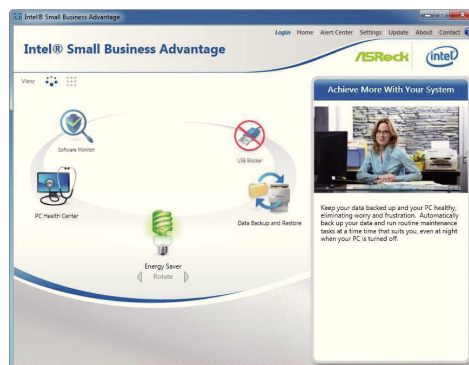 Intel® Small Business Advantage
Login Home Alert Center Settings Update About Contact
Intel® Small Business Advantage
ASRock
intel
View:
Achieve More With Your System
Software Monitor
USB Blocker
PC Health Center
Data Backup and Restore
Energy Saver
Rotate
Keep your data backed up and your PC healthy,
eliminating worry and frustration. Automatically
back up your data and run routine maintenance
tasks at a time time that suits you, even at night
when your PC is turned off.